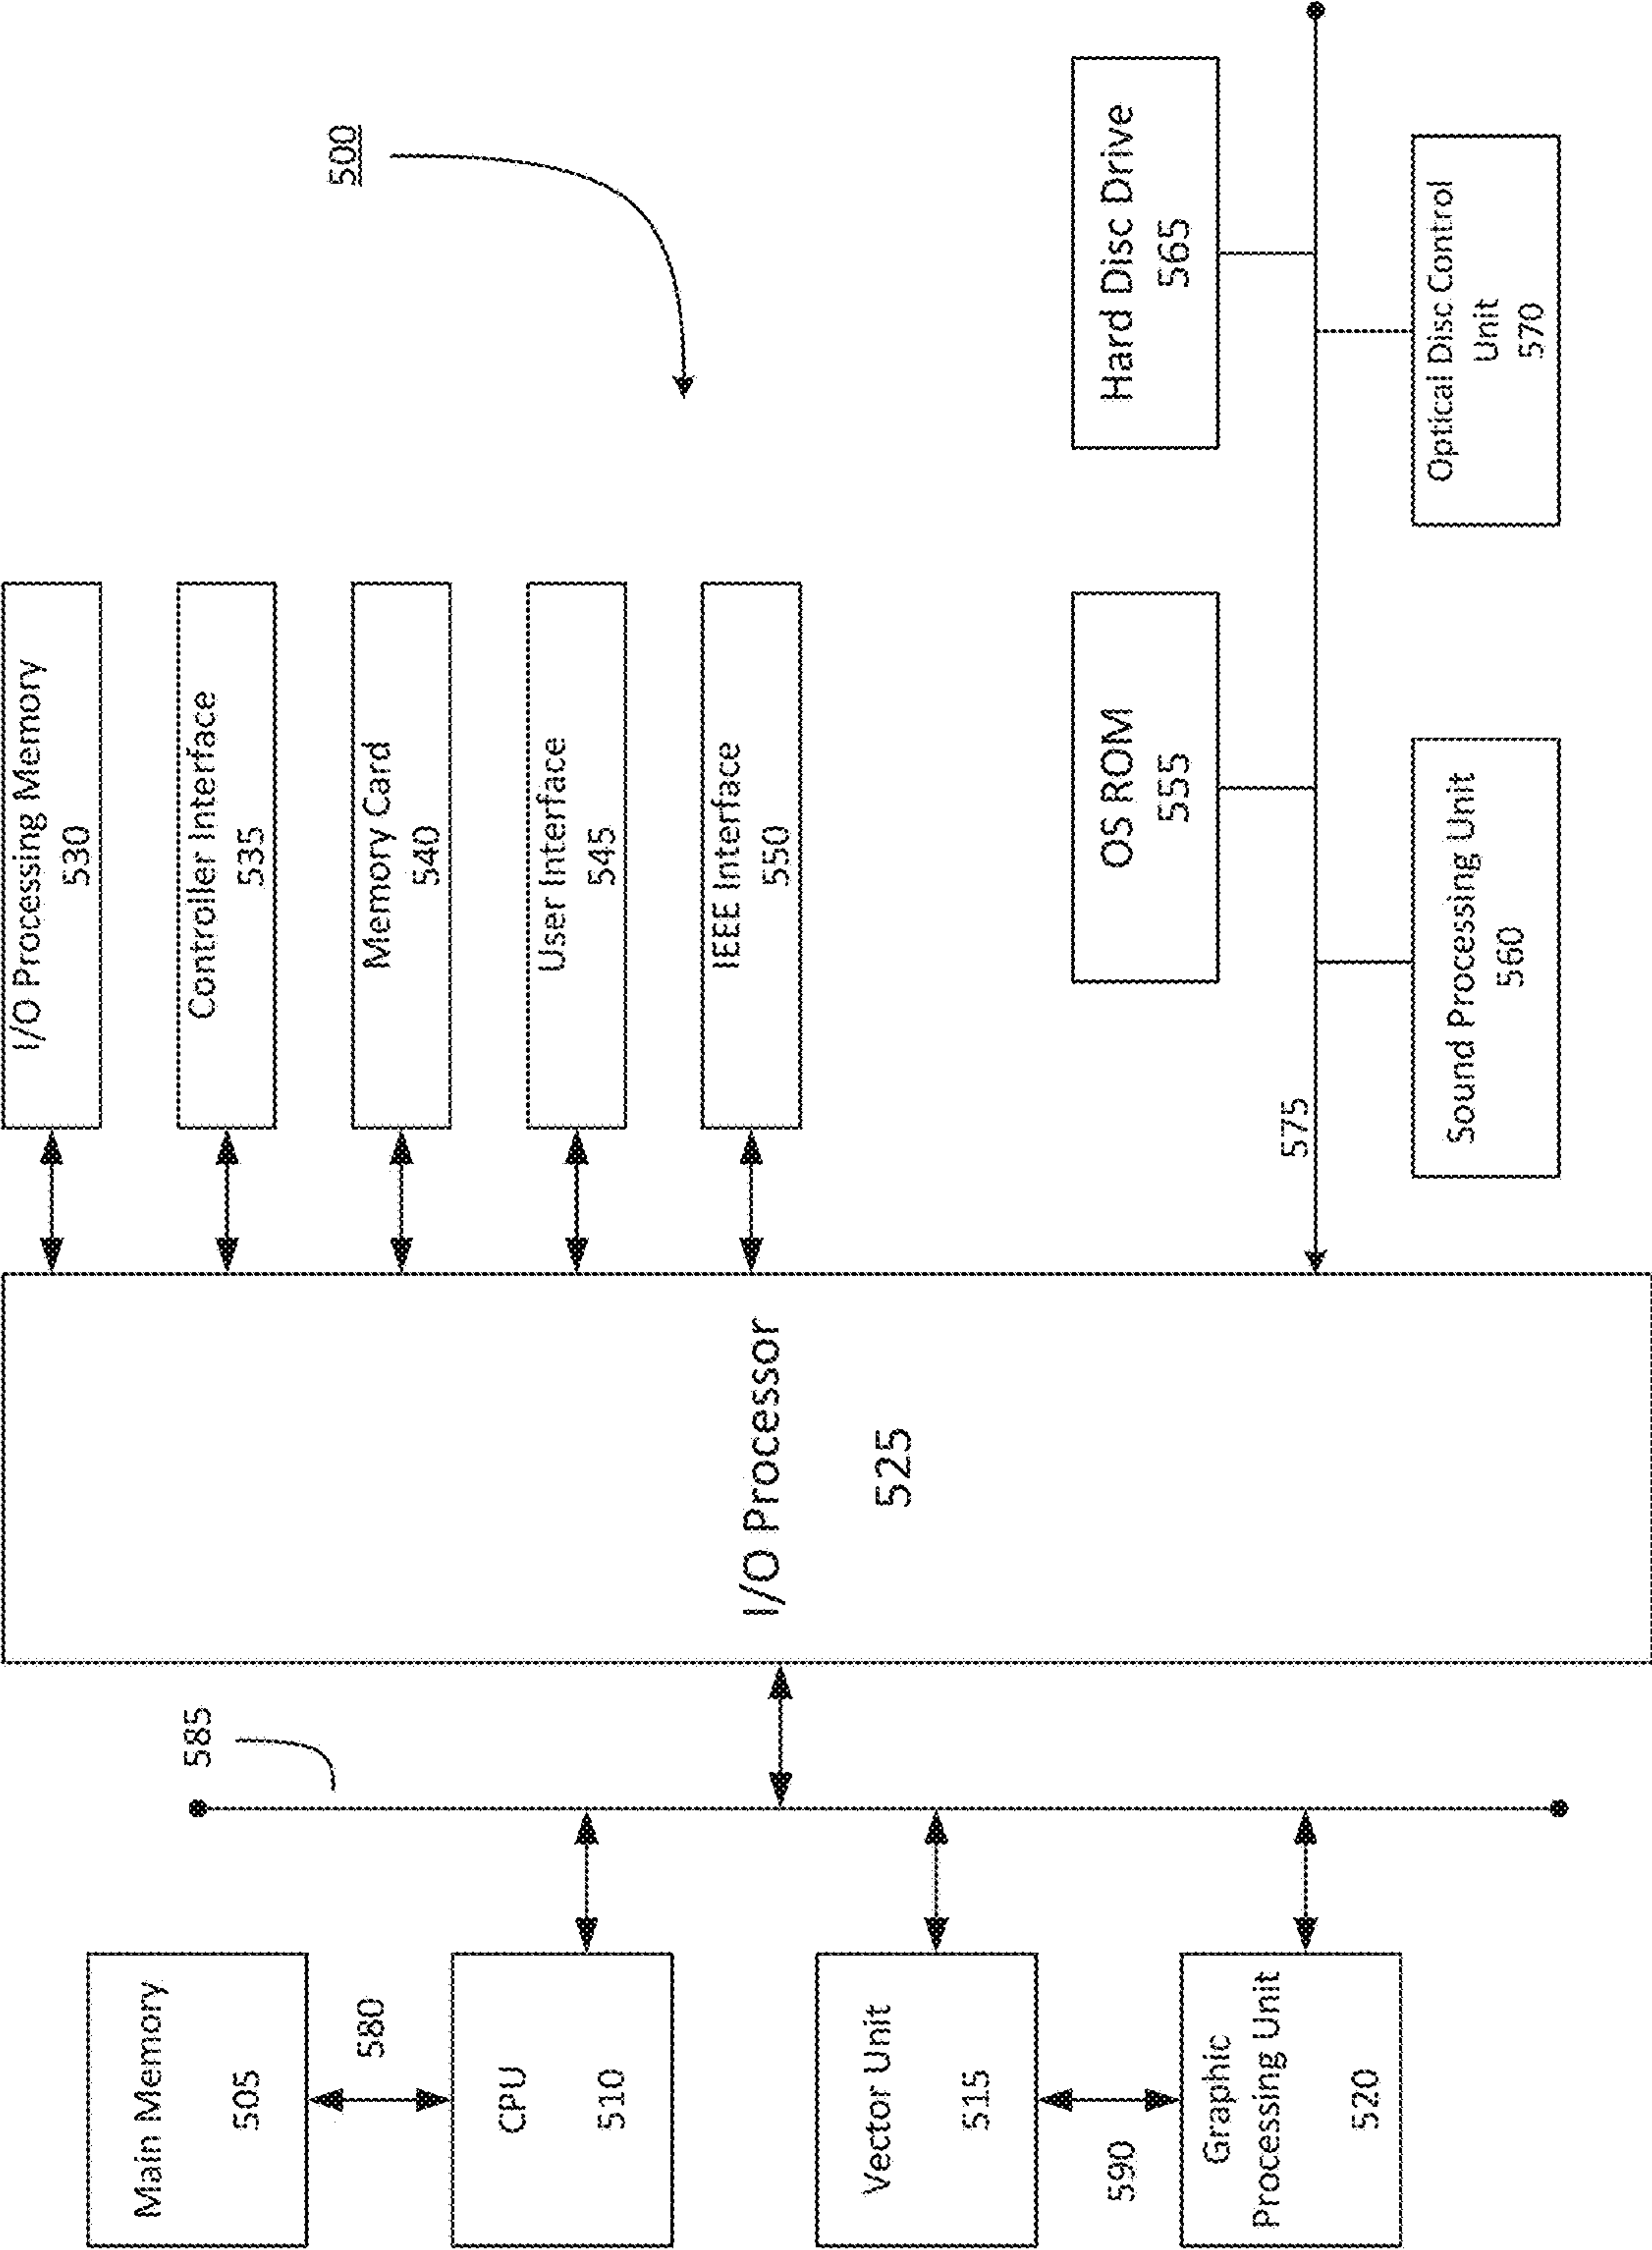 500
Main Memory
505
580
CPU
510
Vector Unit
515
590
Graphic
Processing Unit
520
585
I/O Processor
525
I/O Processing Memory
530
Controller Interface
535
Memory Card
540
User Interface
545
IEEE Interface
550
575
OS ROM
555
Sound Processing Unit
560
Hard Disc Drive
565
Optical Disc Control
Unit
570